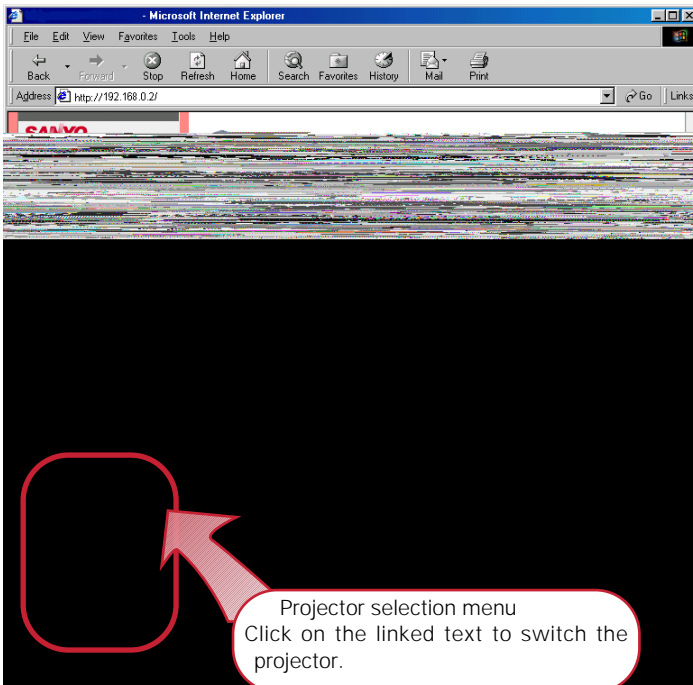 - Microsoft Internet Explorer
File Edit View Favorites Tools Help
Back Forward Stop Refresh Home Search Favorites History Mail Print
Address http://192.168.0.2/ Go Links
SANYO
Projector selection menu
Click on the linked text to switch the
projector.